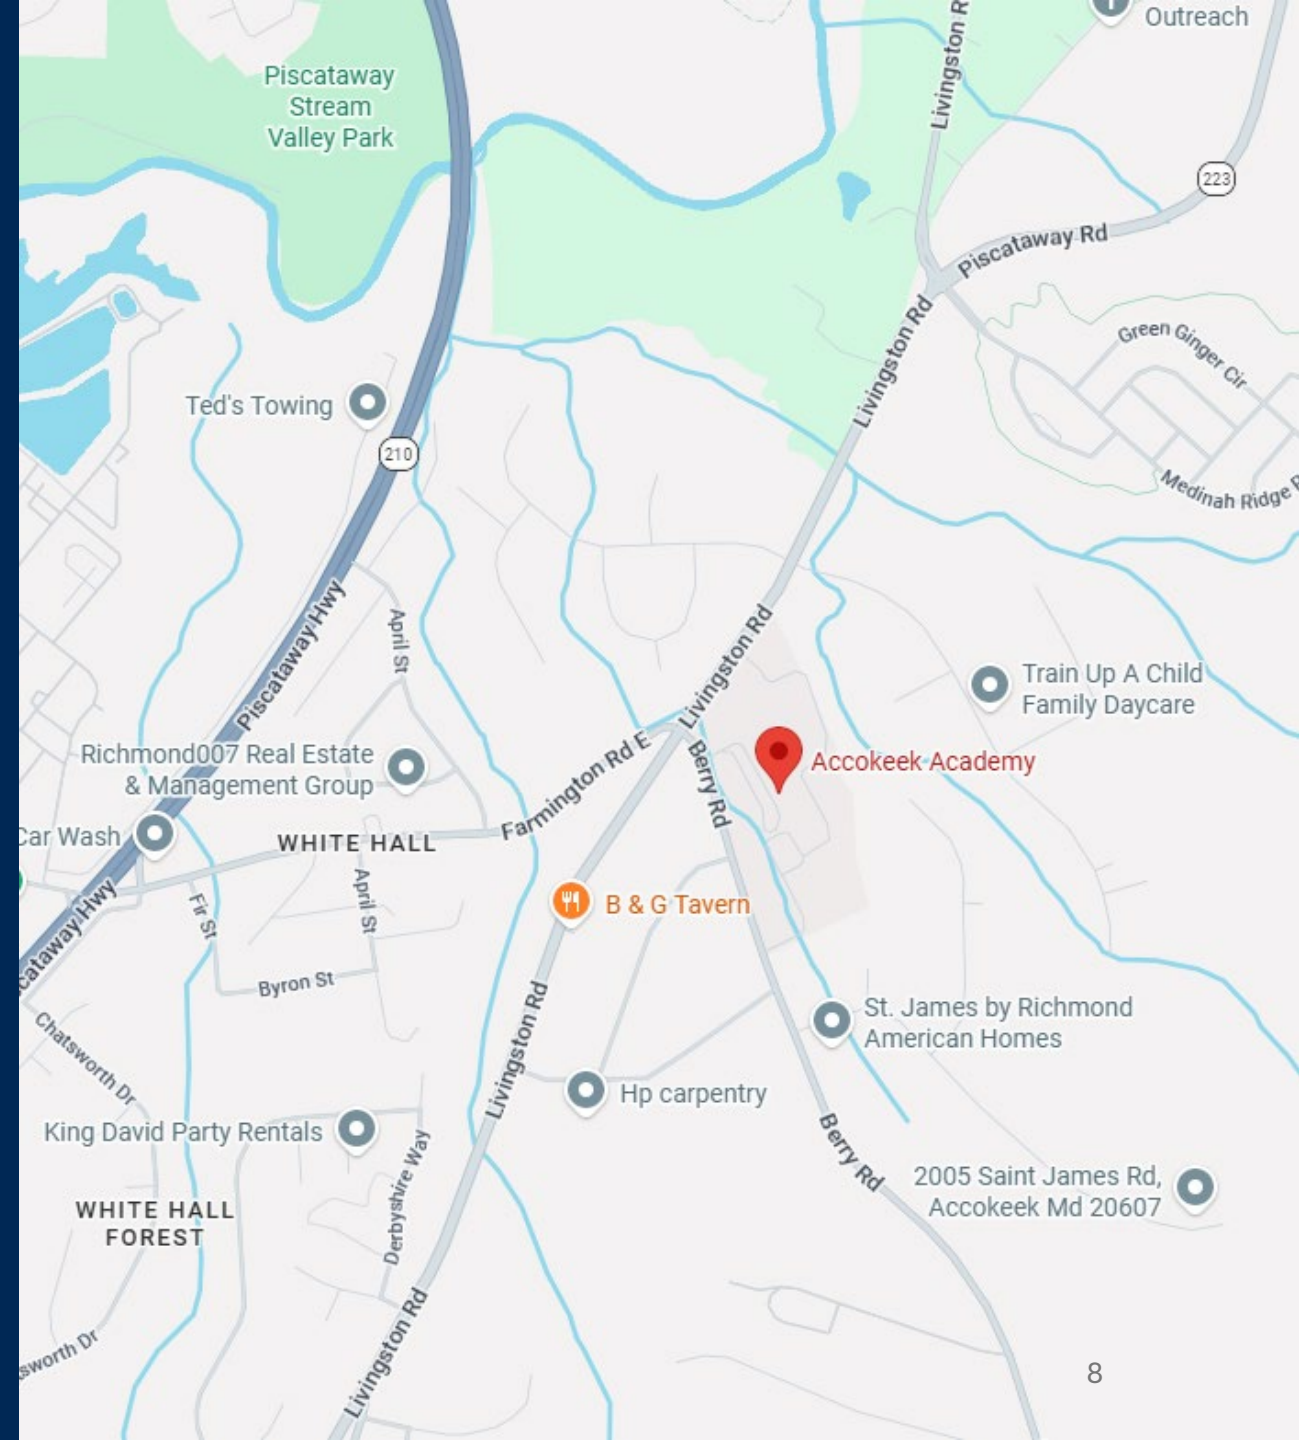 Outreach
Livingston R
Piscataway
Stream
Valley Park
223
Piscataway Rd
Green Ginger Cir
Livingston Rd
Ted's Towing
210
Medinah Ridge
Piscataway Hwy
April St
Livingston Rd
Train Up A Child
Family Daycare
Richmond007 Real Estate
& Management Group
Farmington Rd E
Berry Rd
Accokeek Academy
Car Wash
WHITE HALL
scataway Hwy
Fir St
April St
B & G Tavern
Byron St
Livingston Rd
St. James by Richmond
American Homes
Chatsworth Dr
Hp carpentry
King David Party Rentals
Derbyshire Way
Berry Rd
2005 Saint James Rd,
Accokeek Md 20607
WHITE HALL
FOREST
Livingston Rd
sworth Dr
8